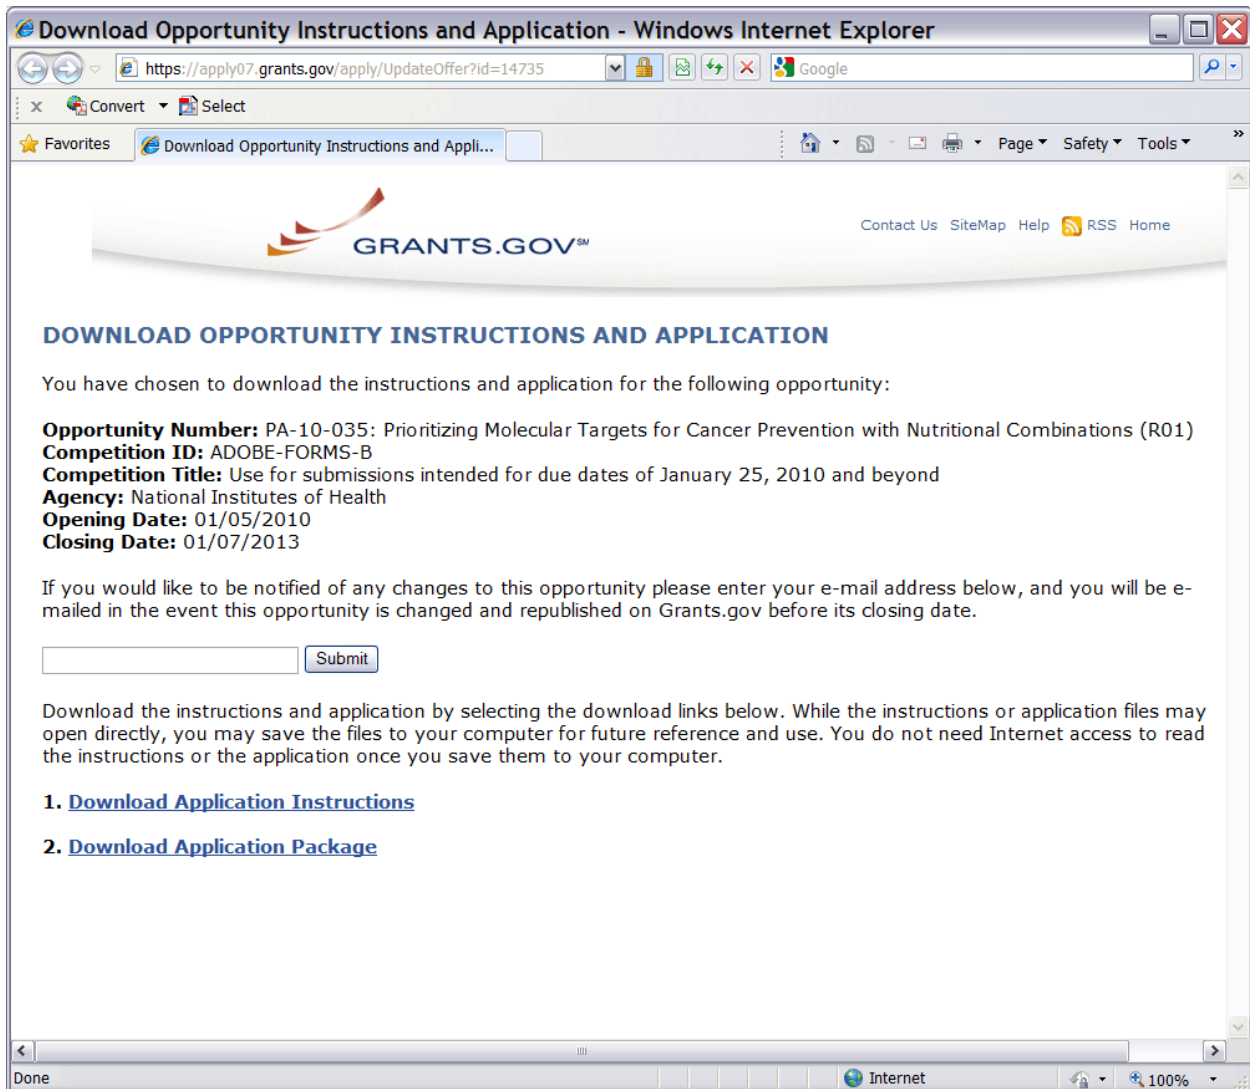 Download Opportunity Instructions and Application - Windows Internet Explorer
https://apply07.grants.gov/apply/UpdateOffer?id=14735
Google
x Convert Select
Favorites
Download Opportunity Instructions and Appli...
Page Safety Tools »
GRANTS.GOV℠
Contact Us SiteMap Help RSS Home
DOWNLOAD OPPORTUNITY INSTRUCTIONS AND APPLICATION
You have chosen to download the instructions and application for the following opportunity:
Opportunity Number: PA-10-035: Prioritizing Molecular Targets for Cancer Prevention with Nutritional Combinations (R01)
Competition ID: ADOBE-FORMS-B
Competition Title: Use for submissions intended for due dates of January 25, 2010 and beyond
Agency: National Institutes of Health
Opening Date: 01/05/2010
Closing Date: 01/07/2013
If you would like to be notified of any changes to this opportunity please enter your e-mail address below, and you will be e-
mailed in the event this opportunity is changed and republished on Grants.gov before its closing date.
Submit
Download the instructions and application by selecting the download links below. While the instructions or application files may
open directly, you may save the files to your computer for future reference and use. You do not need Internet access to read
the instructions or the application once you save them to your computer.
1. Download Application Instructions
2. Download Application Package
Done
Internet
100%